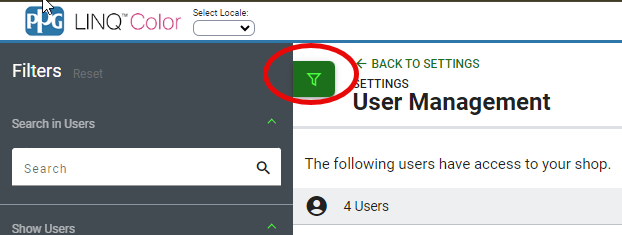 PPG LINQ™Color
Select Locale:
Filters Reset
BACK TO SETTINGS
SETTINGS
User Management
Search in Users
Search
The following users have access to your shop.
4 Users
Show Users